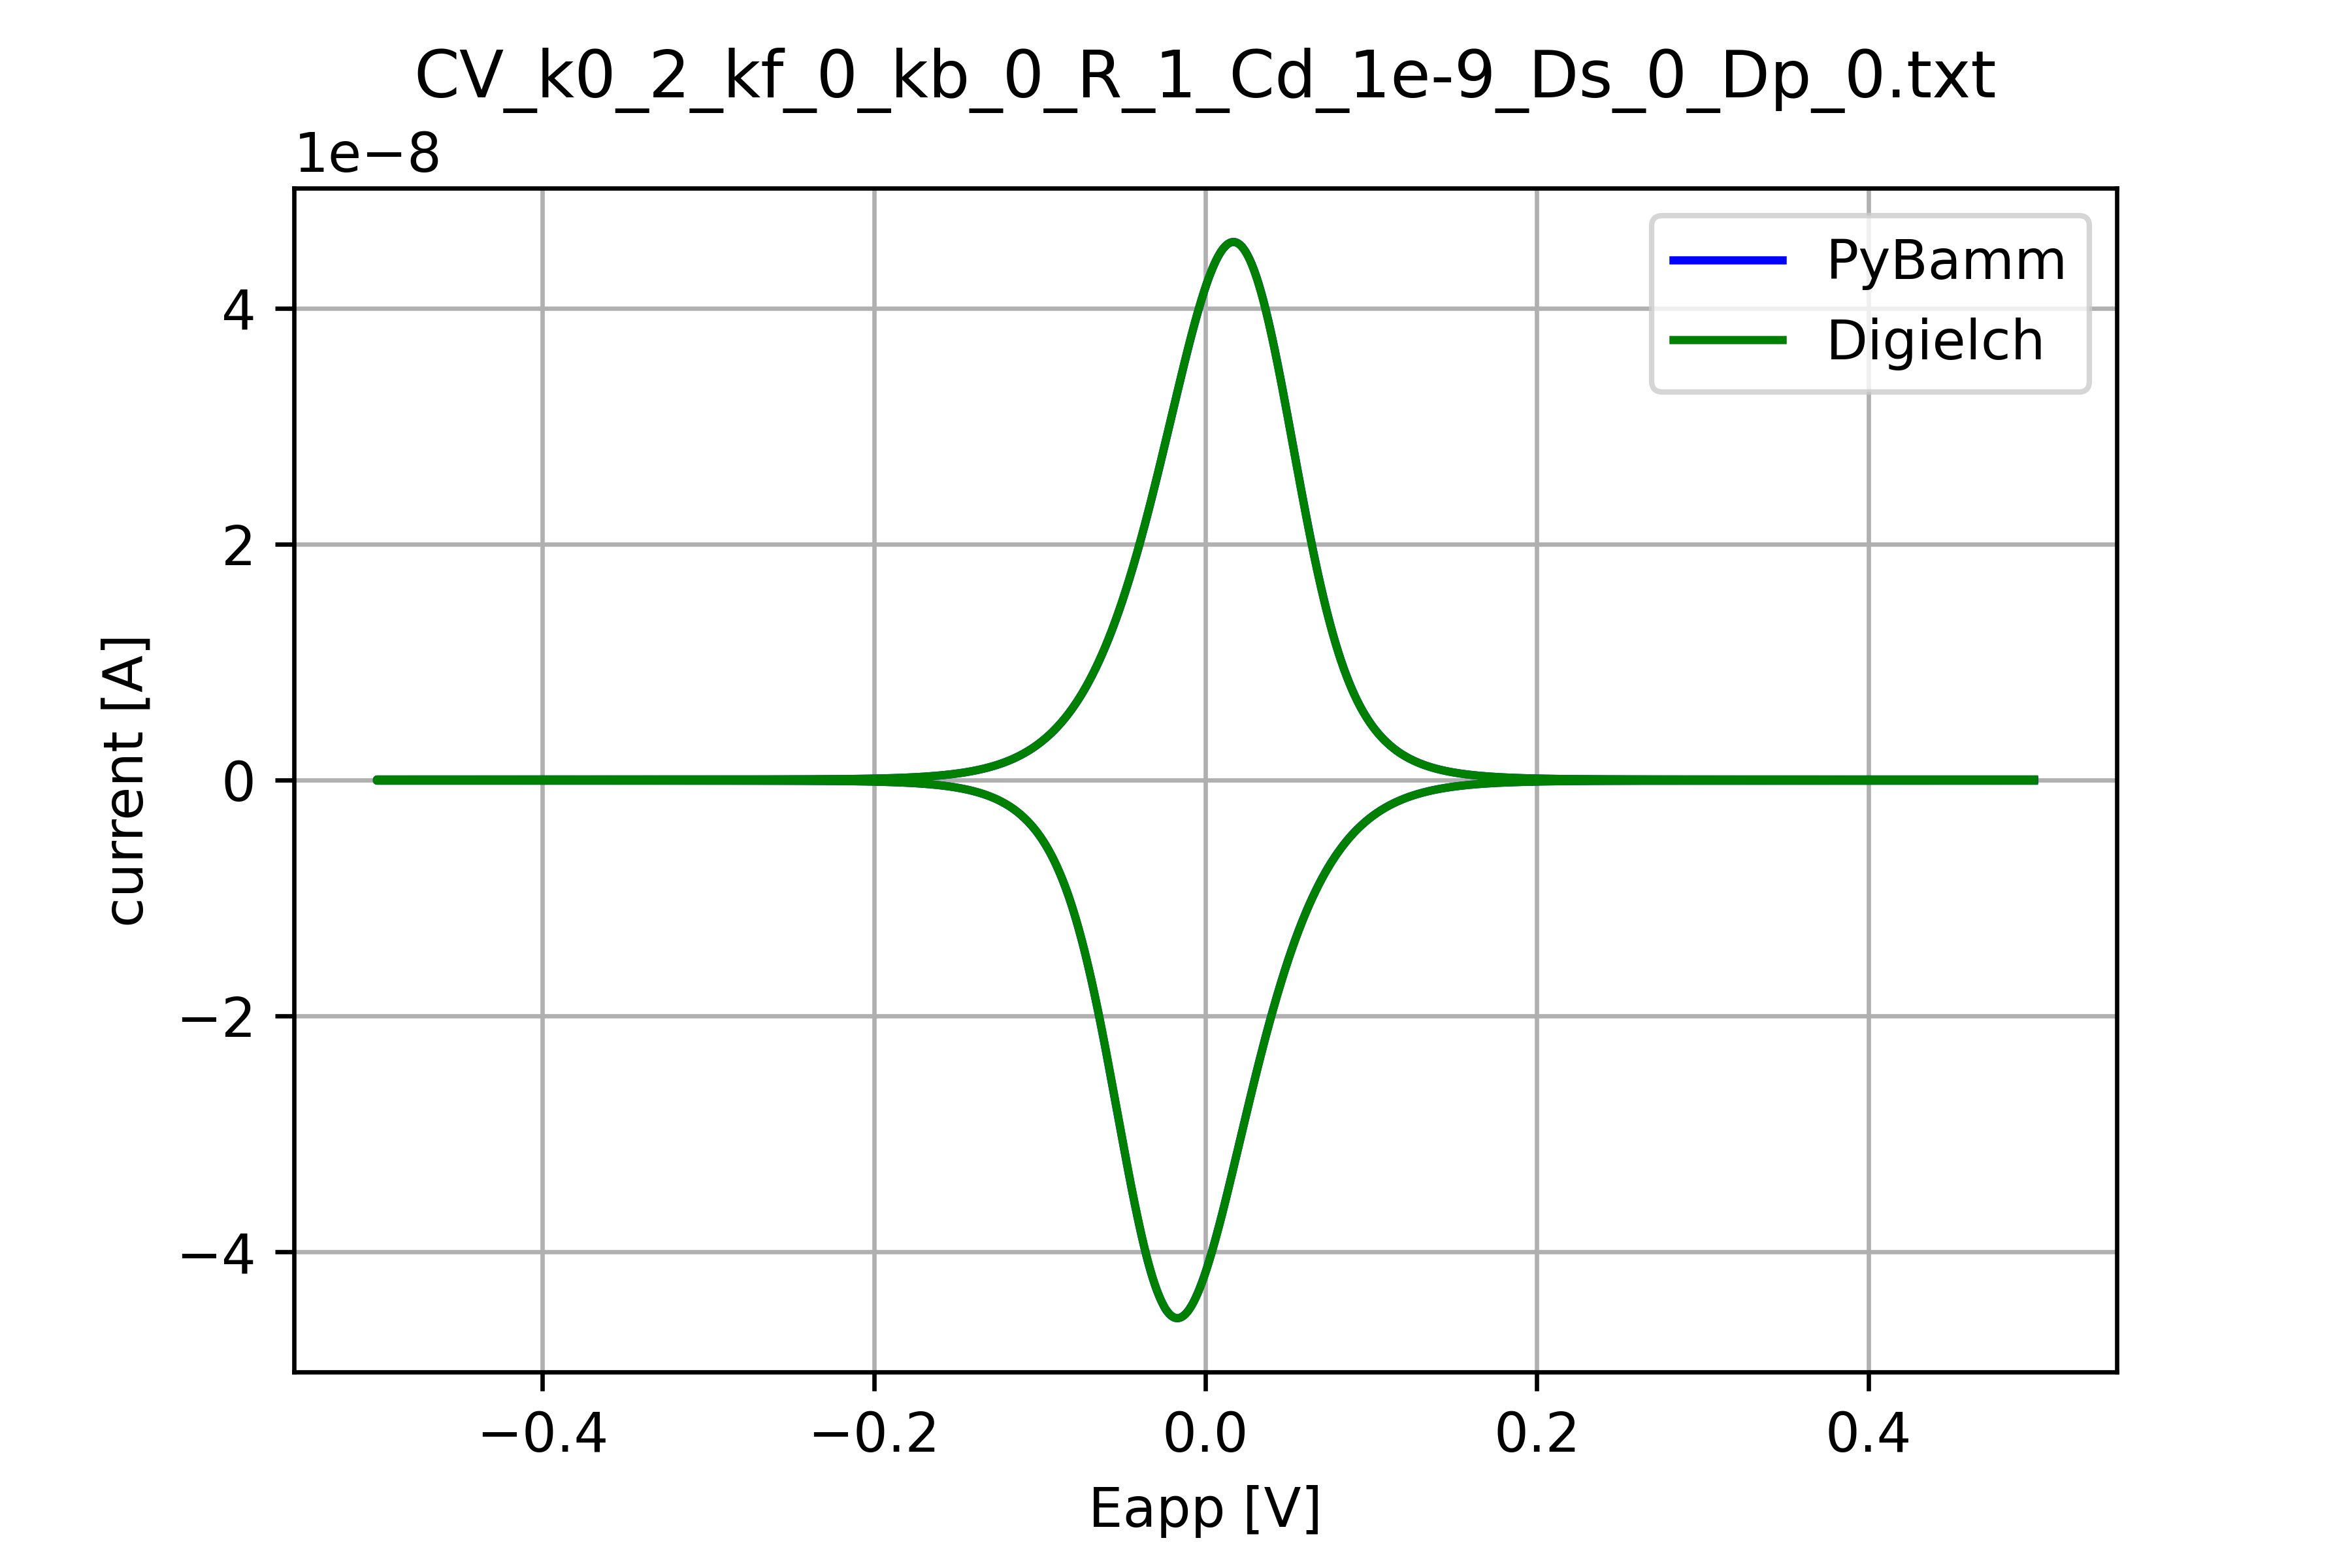 CV_k0_2_kf_0_kb_0_R_1_Cd_1e-9_Ds_0_Dp_0.txt
1e−8
PyBamm
Digielch
4
2
0
−2
−4
current [A]
−0.4 −0.2 0.0 0.2 0.4
Eapp [V]